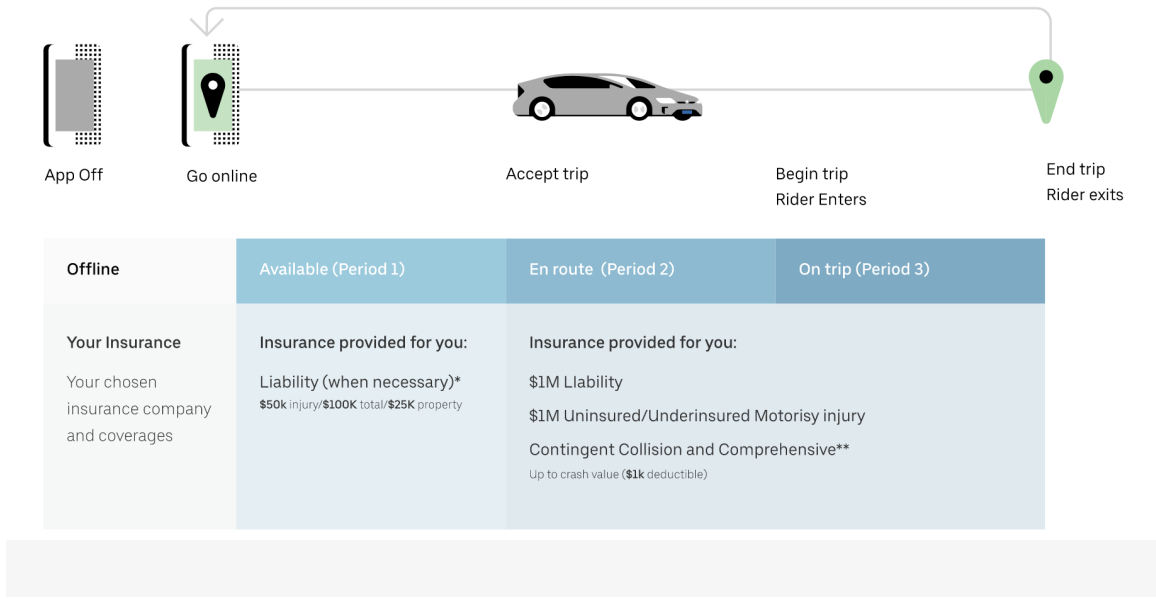 App Off
Go online
Accept trip
Begin trip
Rider Enters
End trip
Rider exits
Offline
Available (Period 1)
En route (Period 2)
On trip (Period 3)
Your Insurance
Your chosen
insurance company
and coverages
Insurance provided for you:
Liability (when necessary)*
$50k injury/$100K total/$25K property
Insurance provided for you:
$1M LIability
$1M Uninsured/Underinsured Motorisy injury
Contingent Collision and Comprehensive**
Up to crash value ($1k deductible)